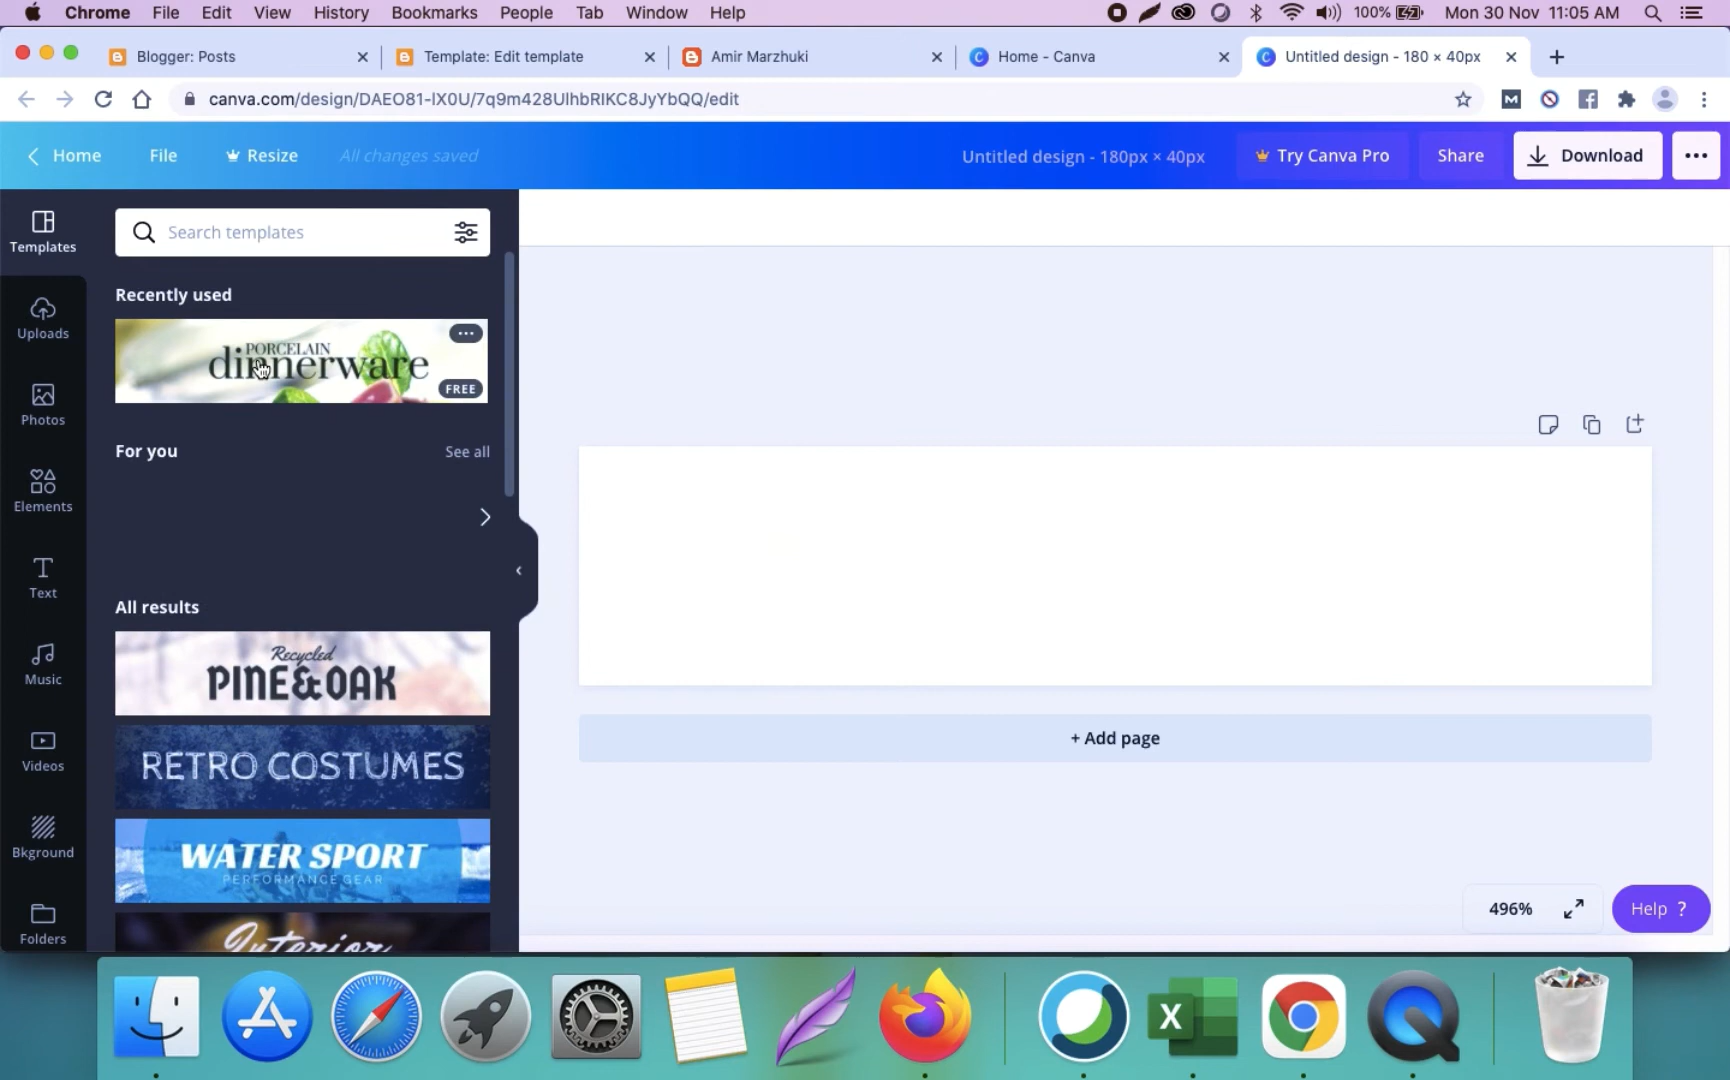 Chrome File Edit View History Bookmarks People Tab Window Help 100% Mon 30 Nov 11:05 AM
Blogger: Posts Template: Edit template Amir Marzhuki Home - Canva Untitled design - 180 × 40px
canva.com/design/DAEO81-IX0U/7q9m428UlhbRIKC8JyYbQQ/edit
Home File Resize All changes saved Untitled design - 180px × 40px Try Canva Pro Share Download
Templates
Uploads
Photos
Elements
Text
Music
Videos
Bkground
Folders
Search templates
Recently used
PORCELAIN
dinnerware
FREE
For you See all
All results
Recycled
PINE&OAK
RETRO COSTUMES
WATER SPORT
PERFORMANCE GEAR
Interior
+ Add page
496%
Help ?
X